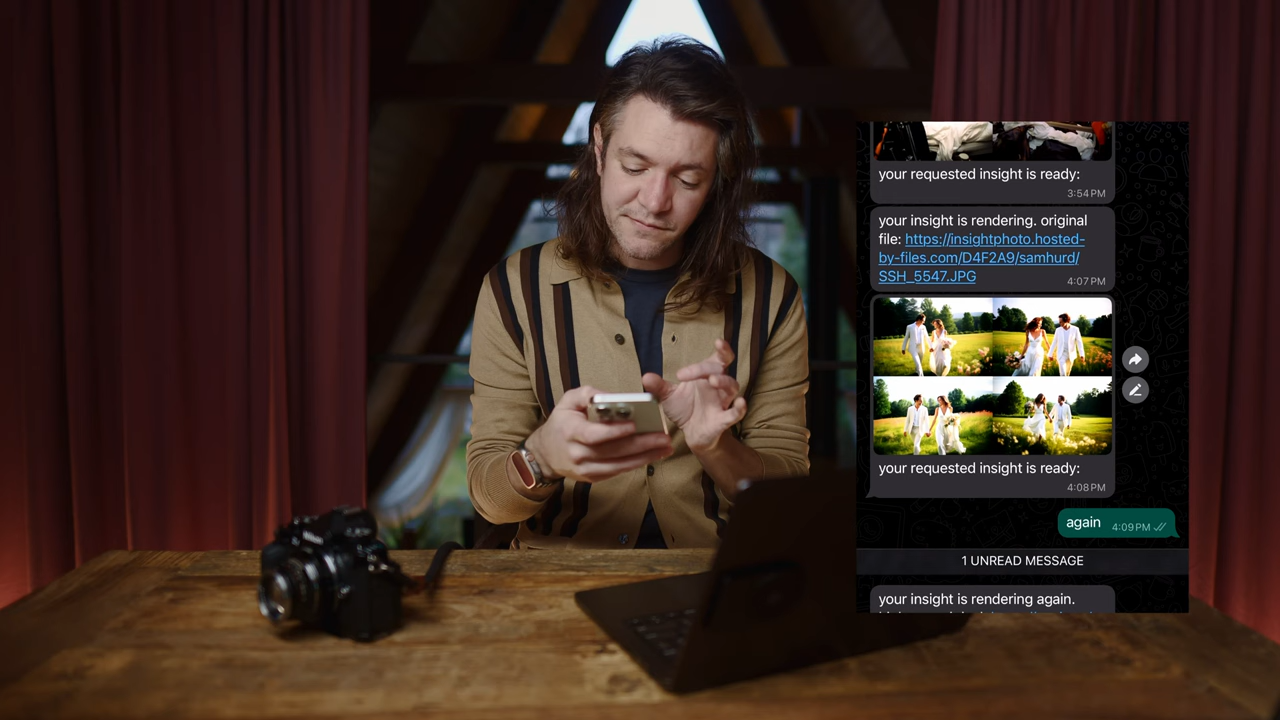 your requested insight is ready:
3:54 PM
your insight is rendering. original
file: https://insightphoto.hosted-
by-files.com/D4F2A9/samhurd/
SSH_5547.JPG
4:07 PM
your requested insight is ready:
4:08 PM
again 4:09 PM
1 UNREAD MESSAGE
your insight is rendering again.